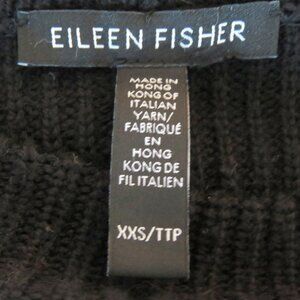 EILEEN FISHER
MADE IN
HONG
KONG OF
ITALIAN
YARN/
FABRIQUÉ
EN
HONG
KONG DE
FIL ITALIEN
XXS/TTP